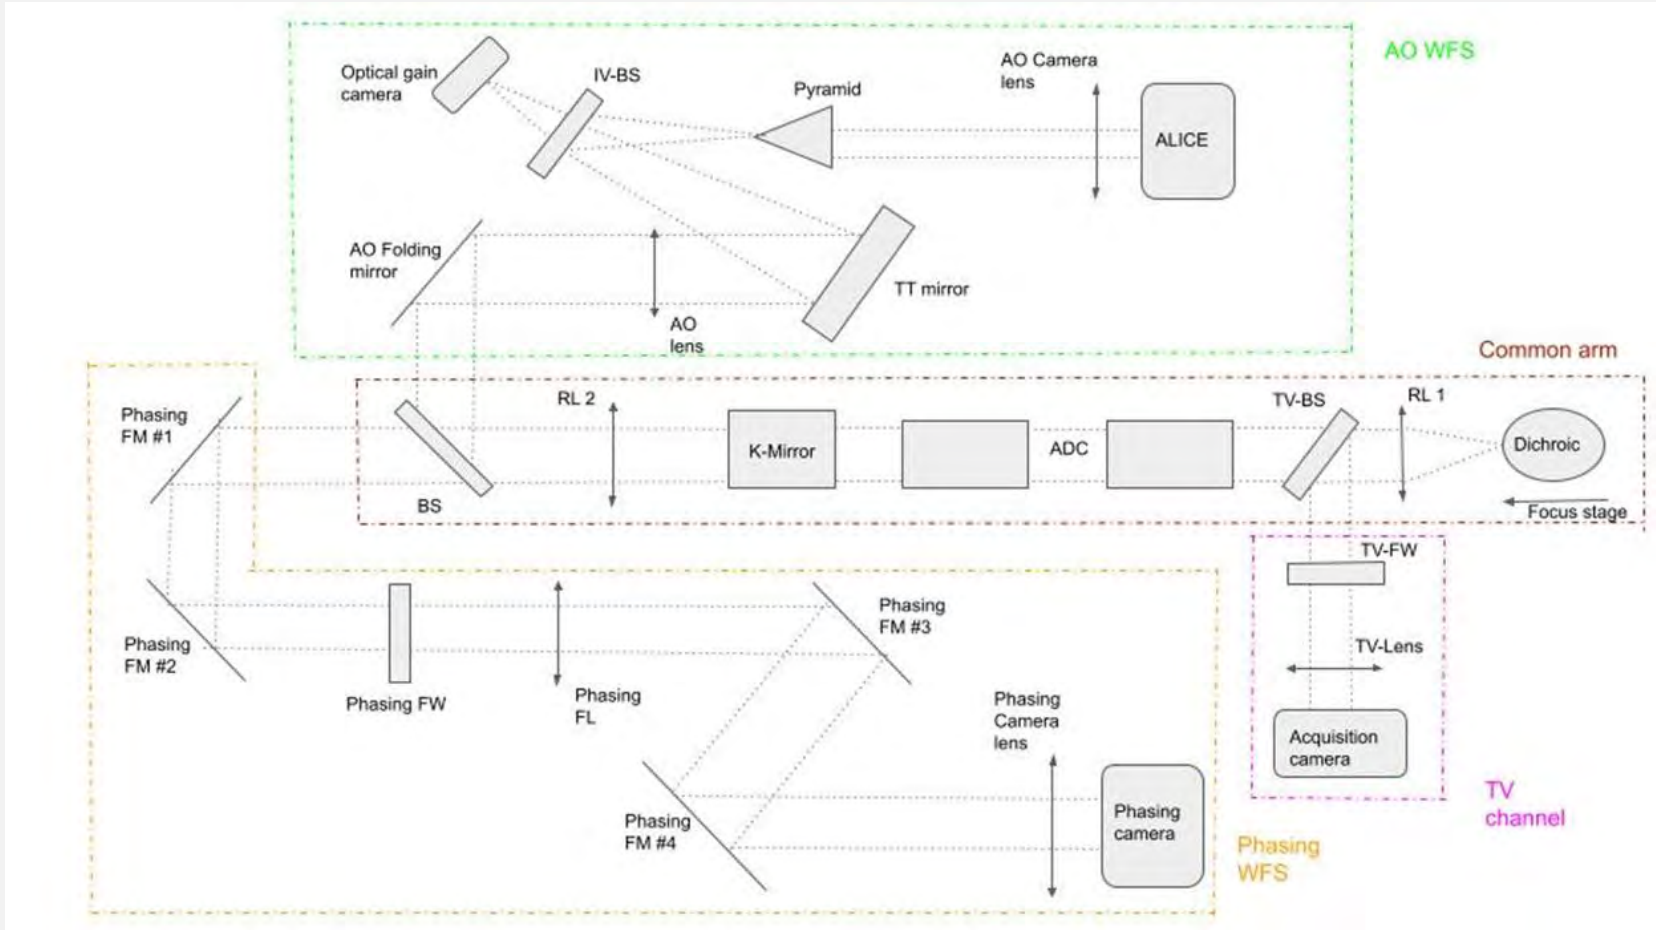 AO WFS
Optical gain
camera
IV-BS
Pyramid
AO Camera
lens
ALICE
AO Folding
mirror
AO
lens
TT mirror
Common arm
Phasing
FM #1
BS
RL 2
K-Mirror
ADC
TV-BS
RL 1
Dichroic
Focus stage
TV-FW
TV-Lens
Acquisition
camera
TV
channel
Phasing
FM #2
Phasing FW
Phasing
FL
Phasing
FM #3
Phasing
FM #4
Phasing
Camera
lens
Phasing
camera
Phasing
WFS